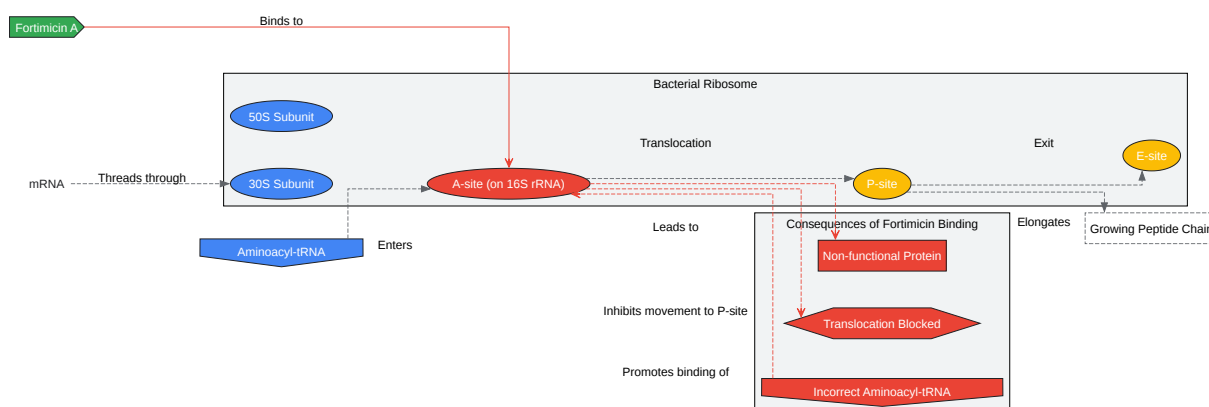 Fortimicin A
Binds to
Bacterial Ribosome
50S Subunit
Translocation
Exit
E-site
mRNA
Threads through
30S Subunit
A-site (on 16S rRNA)
P-site
Aminoacyl-tRNA
Enters
Leads to
Consequences of Fortimicin Binding
Elongates
Growing Peptide Chain
Non-functional Protein
Inhibits movement to P-site
Translocation Blocked
Promotes binding of
Incorrect Aminoacyl-tRNA